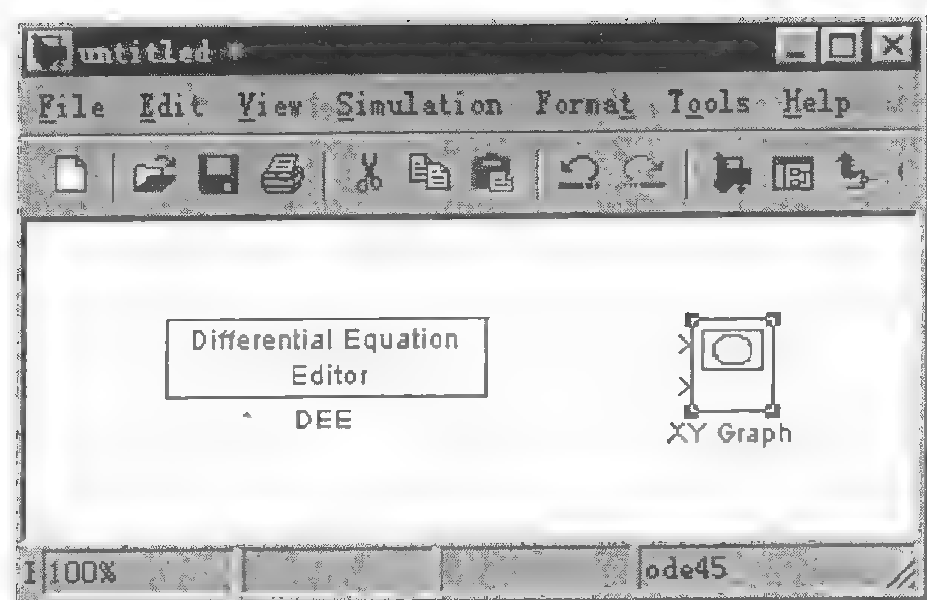 untitled *
File Edit View Simulation Format Tools Help
Differential Equation
Editor
DEE
XY Graph
100%
ode45